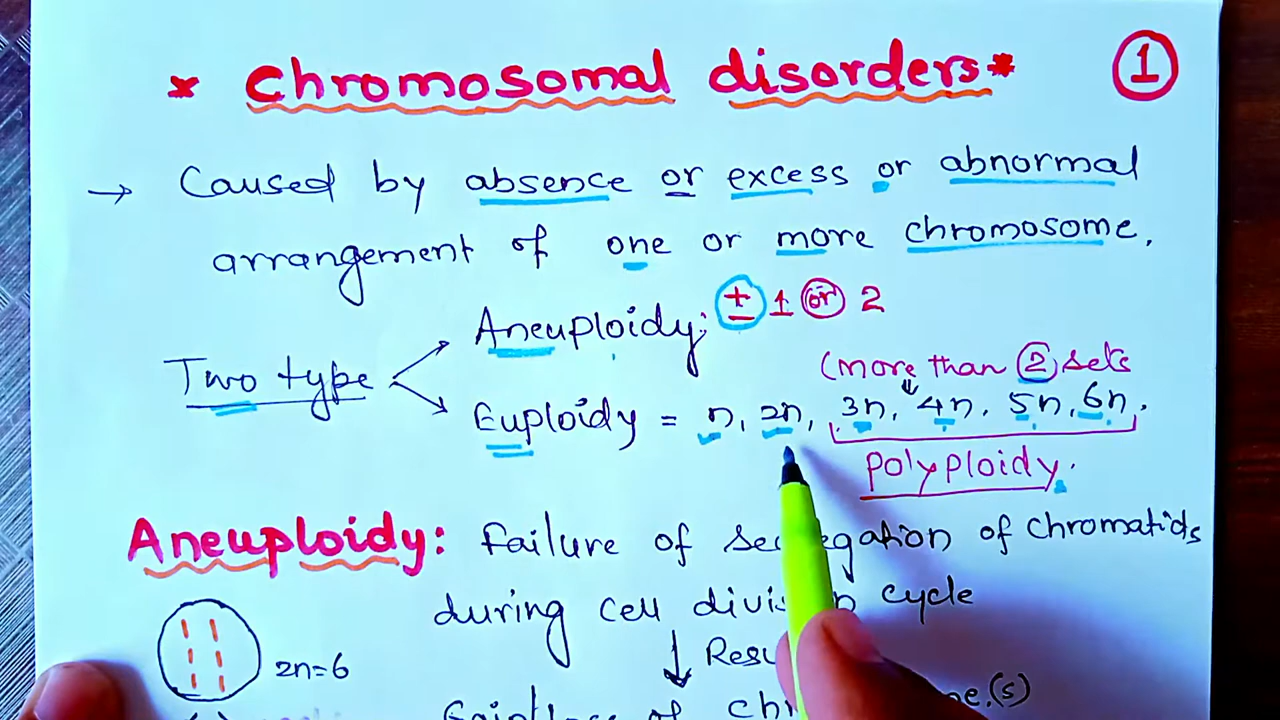 * Chromosomal disorders *
1
→ Caused by absence or excess or abnormal
arrangement of one or more chromosome.
Two type
Aneuploidy; ± 1 or 2
(more than 2 sets
Euploidy = n, 2n, 3n, 4n, 5n, 6n.
Polyploidy.
Aneuploidy: Failure of segregation of chromatids
during cell division cycle
2n=6